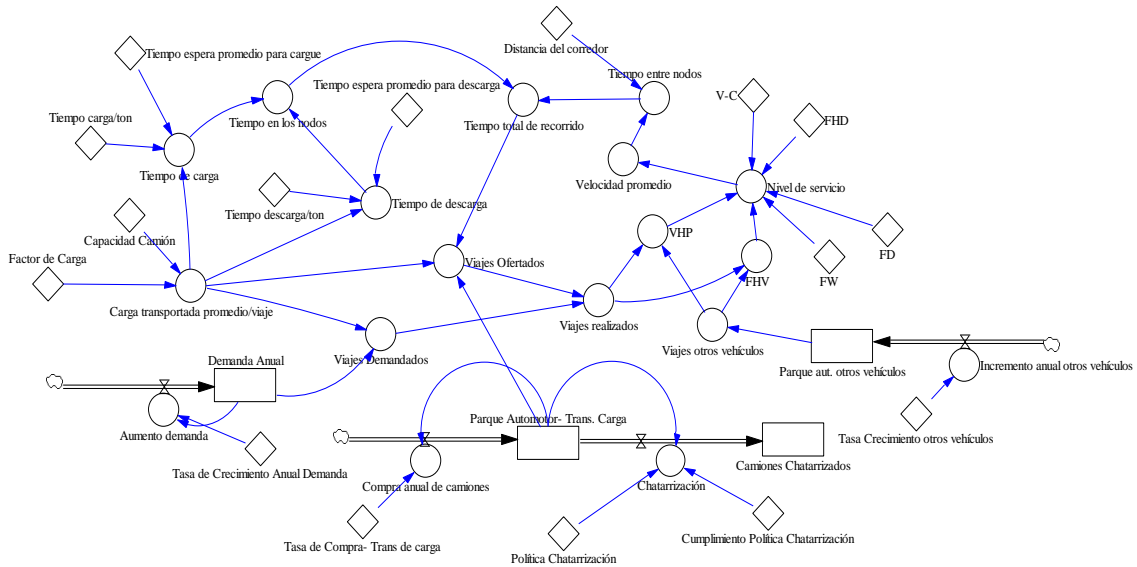 Distancia del corredor
Tiempo espera promedio para cargue
Tiempo entre nodos
Tiempo espera promedio para descarga
V-C
Tiempo carga/ton
Tiempo en los nodos
Tiempo total de recorrido
FHD
Tiempo de carga
Velocidad promedio
Nivel de servicio
Tiempo descarga/ton
Tiempo de descarga
Capacidad Camión
VHP
FD
Factor de Carga
Viajes Ofertados
FHV
FW
Carga transportada promedio/viaje
Viajes realizados
Viajes otros vehículos
Demanda Anual
Viajes Demandados
Parque aut. otros vehículos
Incremento anual otros vehículos
Parque Automotor- Trans. Carga
Aumento demanda
Tasa Crecimiento otros vehículos
Tasa de Crecimiento Anual Demanda
Compra anual de camiones
Chatarrización
Camiones Chatarrizados
Tasa de Compra- Trans de carga
Política Chatarrización
Cumplimiento Política Chatarrización